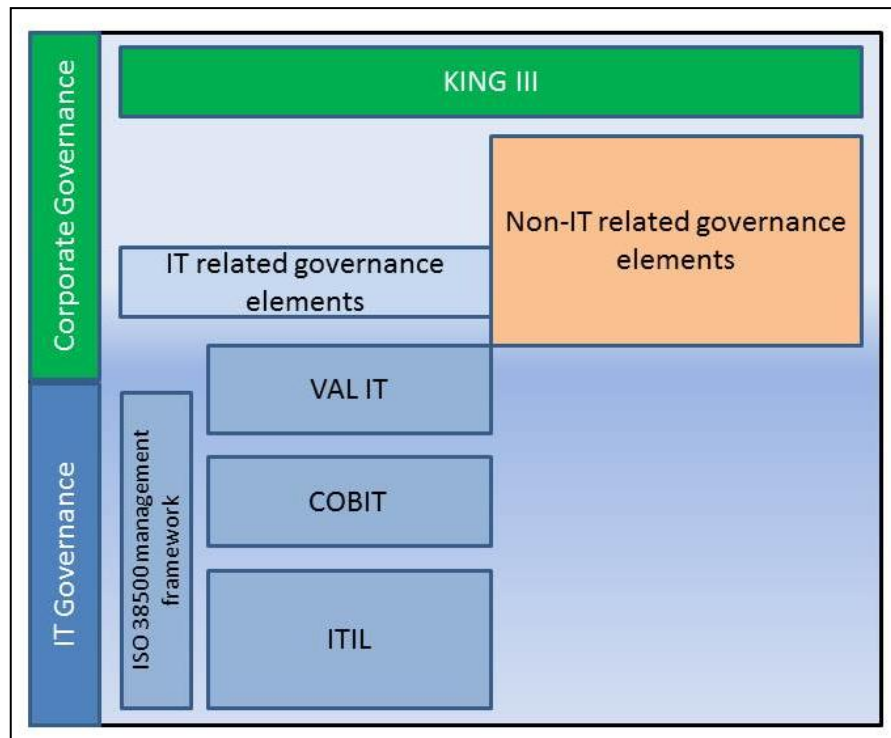 Corporate Governance
KING III
Non-IT related governance
elements
IT related governance
elements
IT Governance
ISO 38500 management
framework
VAL IT
COBIT
ITIL